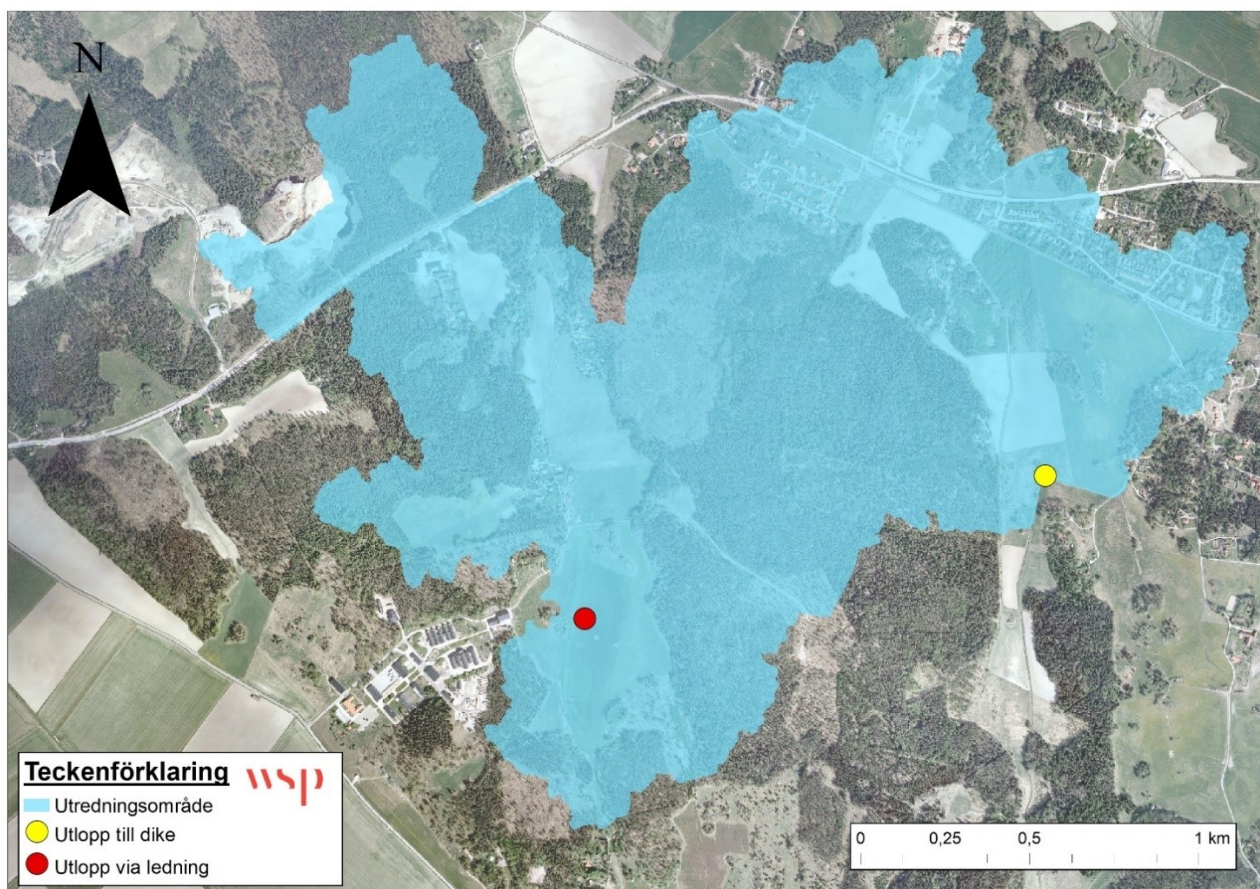 N
Teckenförklaring wsp
Utredningsområde
Utlopp till dike
Utlopp via ledning
0 0,25 0,5 1 km